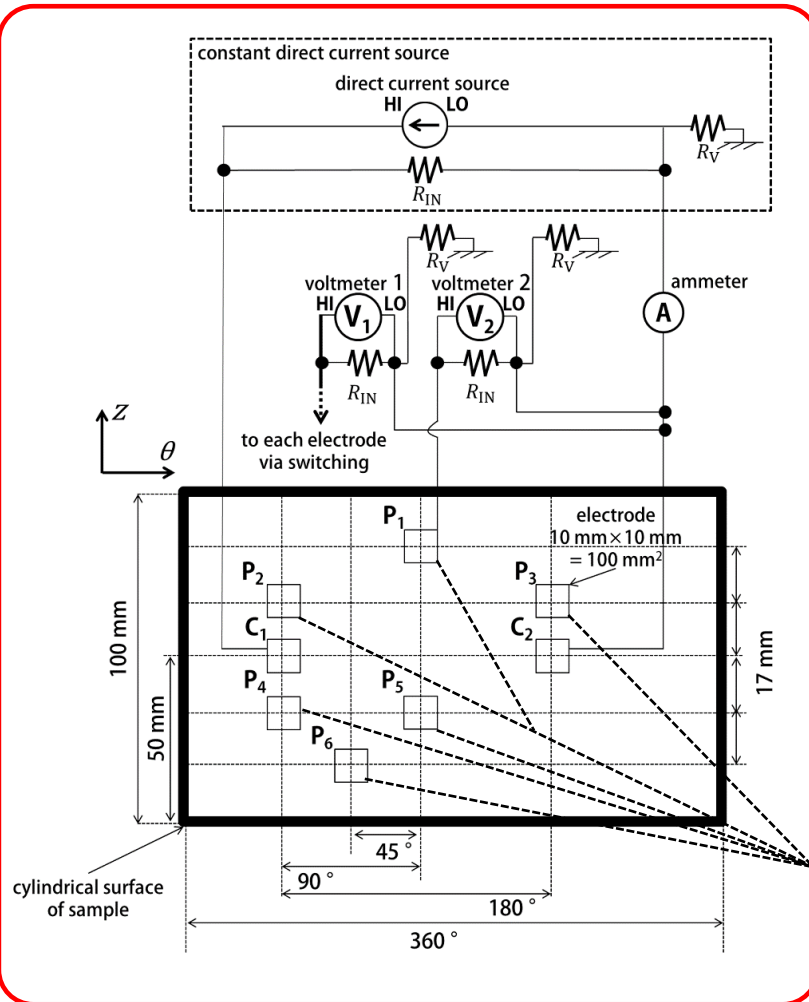 constant direct current source
direct current source
HI LO
R_V
R_IN
R_V R_V
voltmeter 1 voltmeter 2
HI LO HI LO
V₁ V₂
R_IN R_IN
ammeter
A
to each electrode
via switching
Z
θ
electrode
10 mm×10 mm
= 100 mm²
P₁
P₂ P₃
C₁ C₂
P₄ P₅
P₆
100 mm
50 mm
17 mm
45 °
90 °
180 °
360 °
cylindrical surface
of sample